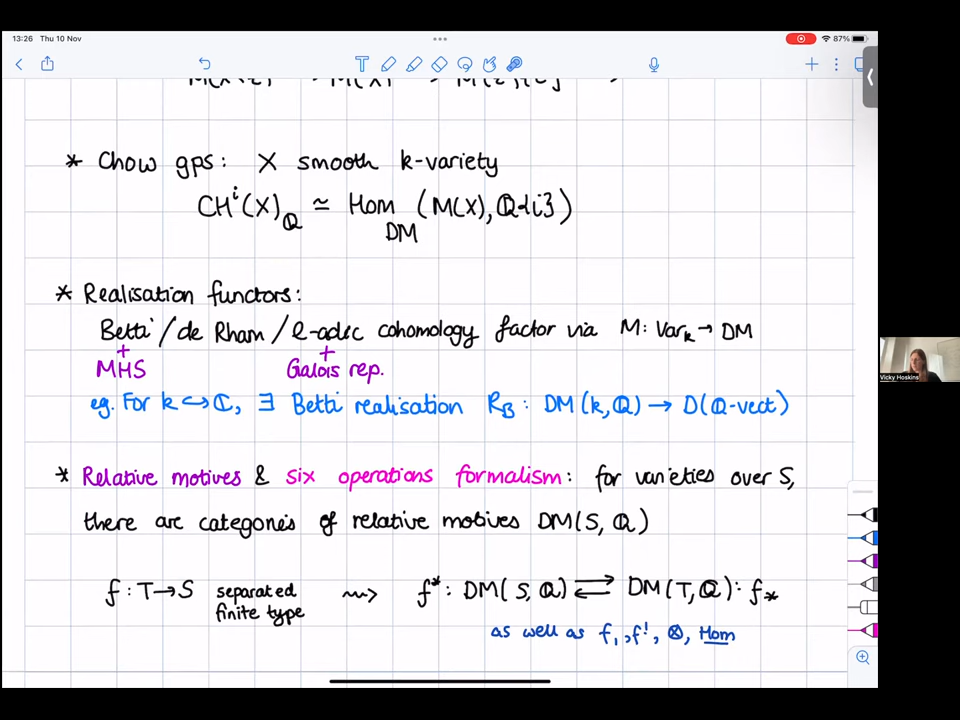 13:26 Thu 10 Nov
87%
M(X) → M(Z){c}
* Chow gps: X smooth k-variety
CHⁱ(X)_ℚ ≃ Hom_DM (M(X), ℚ{i})
* Realisation functors:
Betti / de Rham / ℓ-adic cohomology factor via M: Var_k → DM
+ +
MHS Galois rep.
eg. For k ↪ ℂ, ∃ Betti realisation R_B: DM(k, ℚ) → D(ℚ-vect)
* Relative motives & six operations formalism: for varieties over S,
there are categories of relative motives DM(S, ℚ)
f: T → S separated finite type ⇝ f*: DM(S, ℚ) ⇄ DM(T, ℚ): f_*
as well as f_!, f^!, ⊗, Hom
Vicky Hoskins